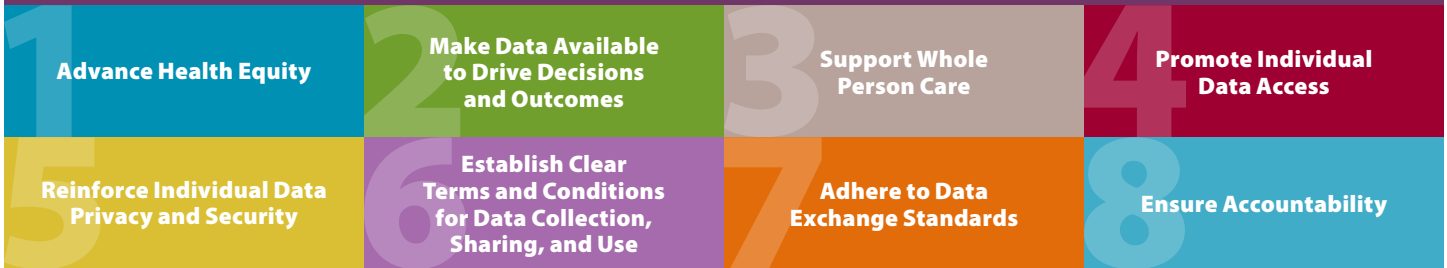 1
Advance Health Equity
2
Make Data Available
to Drive Decisions
and Outcomes
3
Support Whole
Person Care
4
Promote Individual
Data Access
5
Reinforce Individual Data
Privacy and Security
6
Establish Clear
Terms and Conditions
for Data Collection,
Sharing, and Use
7
Adhere to Data
Exchange Standards
8
Ensure Accountability